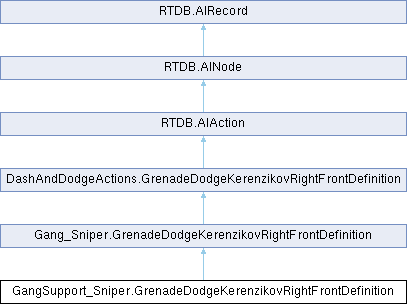 RTDB.AIRecord
RTDB.AINode
RTDB.AIAction
DashAndDodgeActions.GrenadeDodgeKerenzikovRightFrontDefinition
Gang_Sniper.GrenadeDodgeKerenzikovRightFrontDefinition
GangSupport_Sniper.GrenadeDodgeKerenzikovRightFrontDefinition